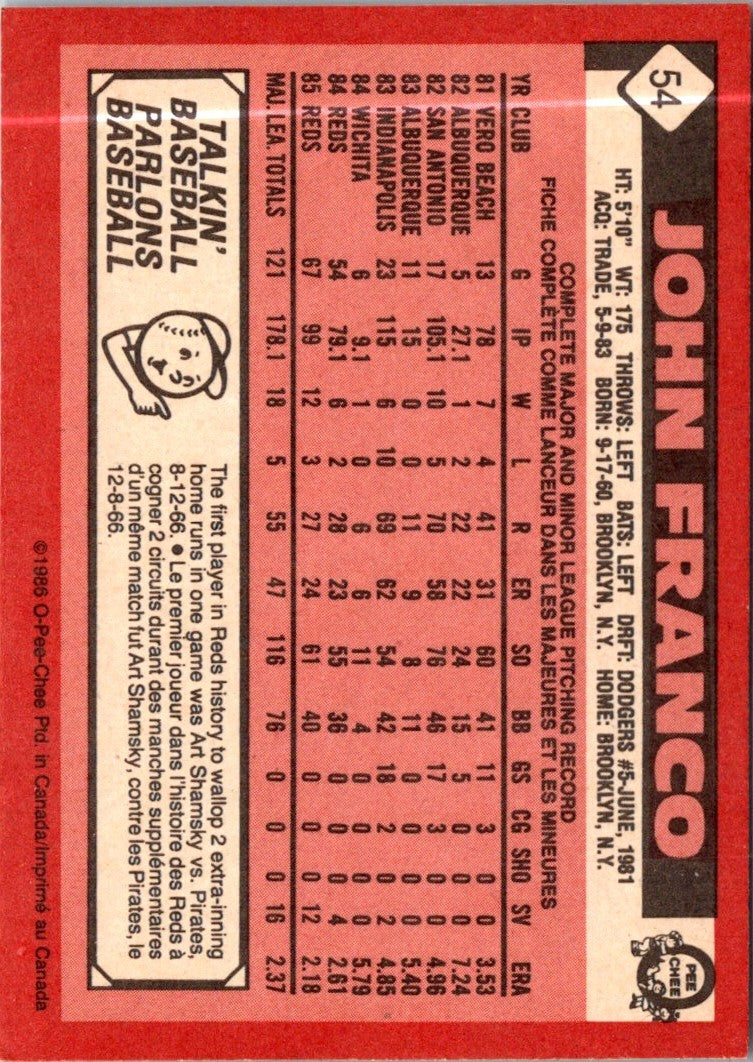 54
JOHN FRANCO
O
PEE
CHEE
HT: 5'10" WT: 175 THROWS: LEFT BATS: LEFT DRFT: DODGERS #5-JUNE, 1981
ACQ: TRADE, 5-9-83 BORN: 9-17-60, BROOKLYN, N.Y. HOME: BROOKLYN, N.Y.
COMPLETE MAJOR AND MINOR LEAGUE PITCHING RECORD
FICHE COMPLÈTE COMME LANCEUR DANS LES MAJEURES ET LES MINEURES
YR CLUB G IP W L R ER SO BB GS CG SHO SV ERA
81 VERO BEACH 13 78 7 4 41 31 60 41 11 3 0 0 3.53
82 ALBUQUERQUE 5 27.1 1 2 22 22 24 15 5 0 0 0 7.24
82 SAN ANTONIO 17 105.1 10 5 70 58 76 46 17 3 0 0 4.96
83 ALBUQUERQUE 11 15 0 0 11 9 8 11 0 0 0 0 5.40
83 INDIANAPOLIS 23 115 6 10 69 62 54 42 18 2 0 2 4.85
84 WICHITA 6 9.1 1 0 6 6 11 4 0 0 0 0 5.79
84 REDS 54 79.1 6 2 28 23 55 36 0 0 0 4 2.61
85 REDS 67 99 12 3 27 24 61 40 0 0 0 12 2.18
MAJ. LEA. TOTALS 121 178.1 18 5 55 47 116 76 0 0 0 16 2.37
TALKIN'
BASEBALL
PARLONS
BASEBALL
The first player in Reds history to wallop 2 extra-inning
home runs in one game was Art Shamsky vs. Pirates,
8-12-66. ● Le premier joueur dans l'histoire des Reds à
cogner 2 circuits durant des manches supplémentaires
d'un même match fut Art Shamsky, contre les Pirates, le
12-8-66.
©1986 O-Pee-Chee Ptd. in Canada/Imprimé au Canada